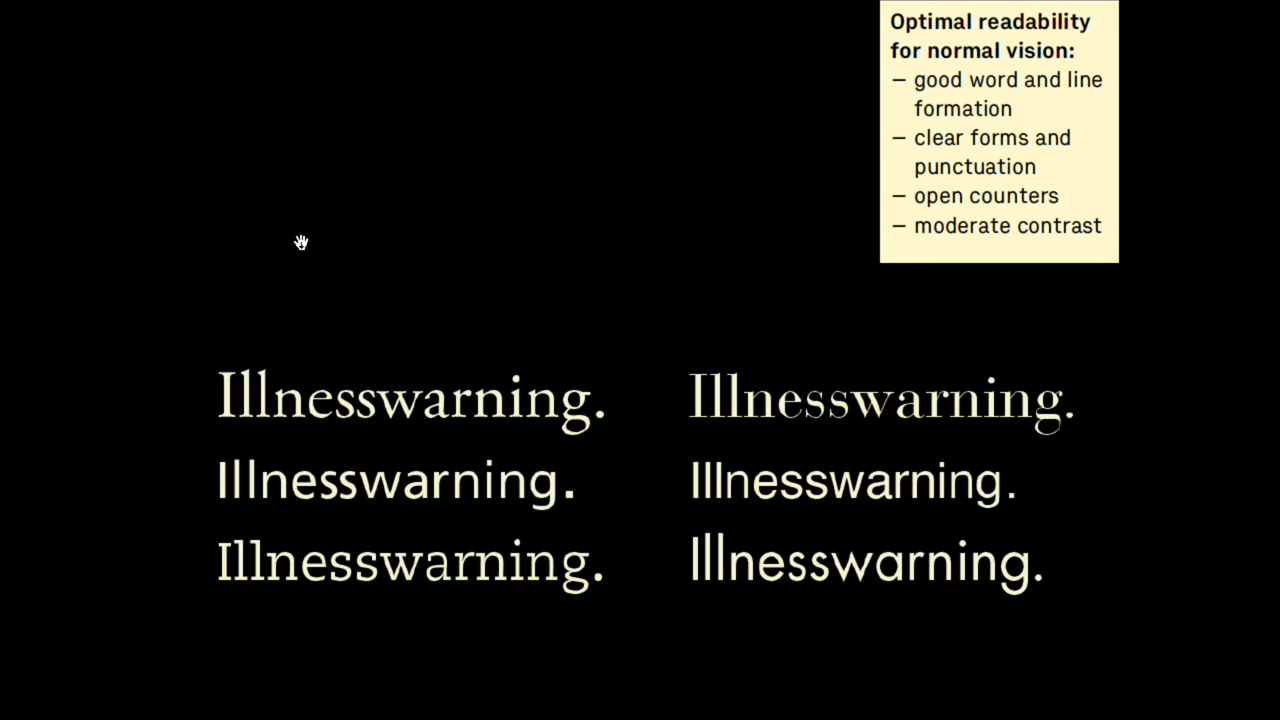 Optimal readability
for normal vision:
– good word and line
formation
– clear forms and
punctuation
– open counters
– moderate contrast
Illnesswarning.
Illnesswarning.
Illnesswarning.
Illnesswarning.
Illnesswarning.
Illnesswarning.